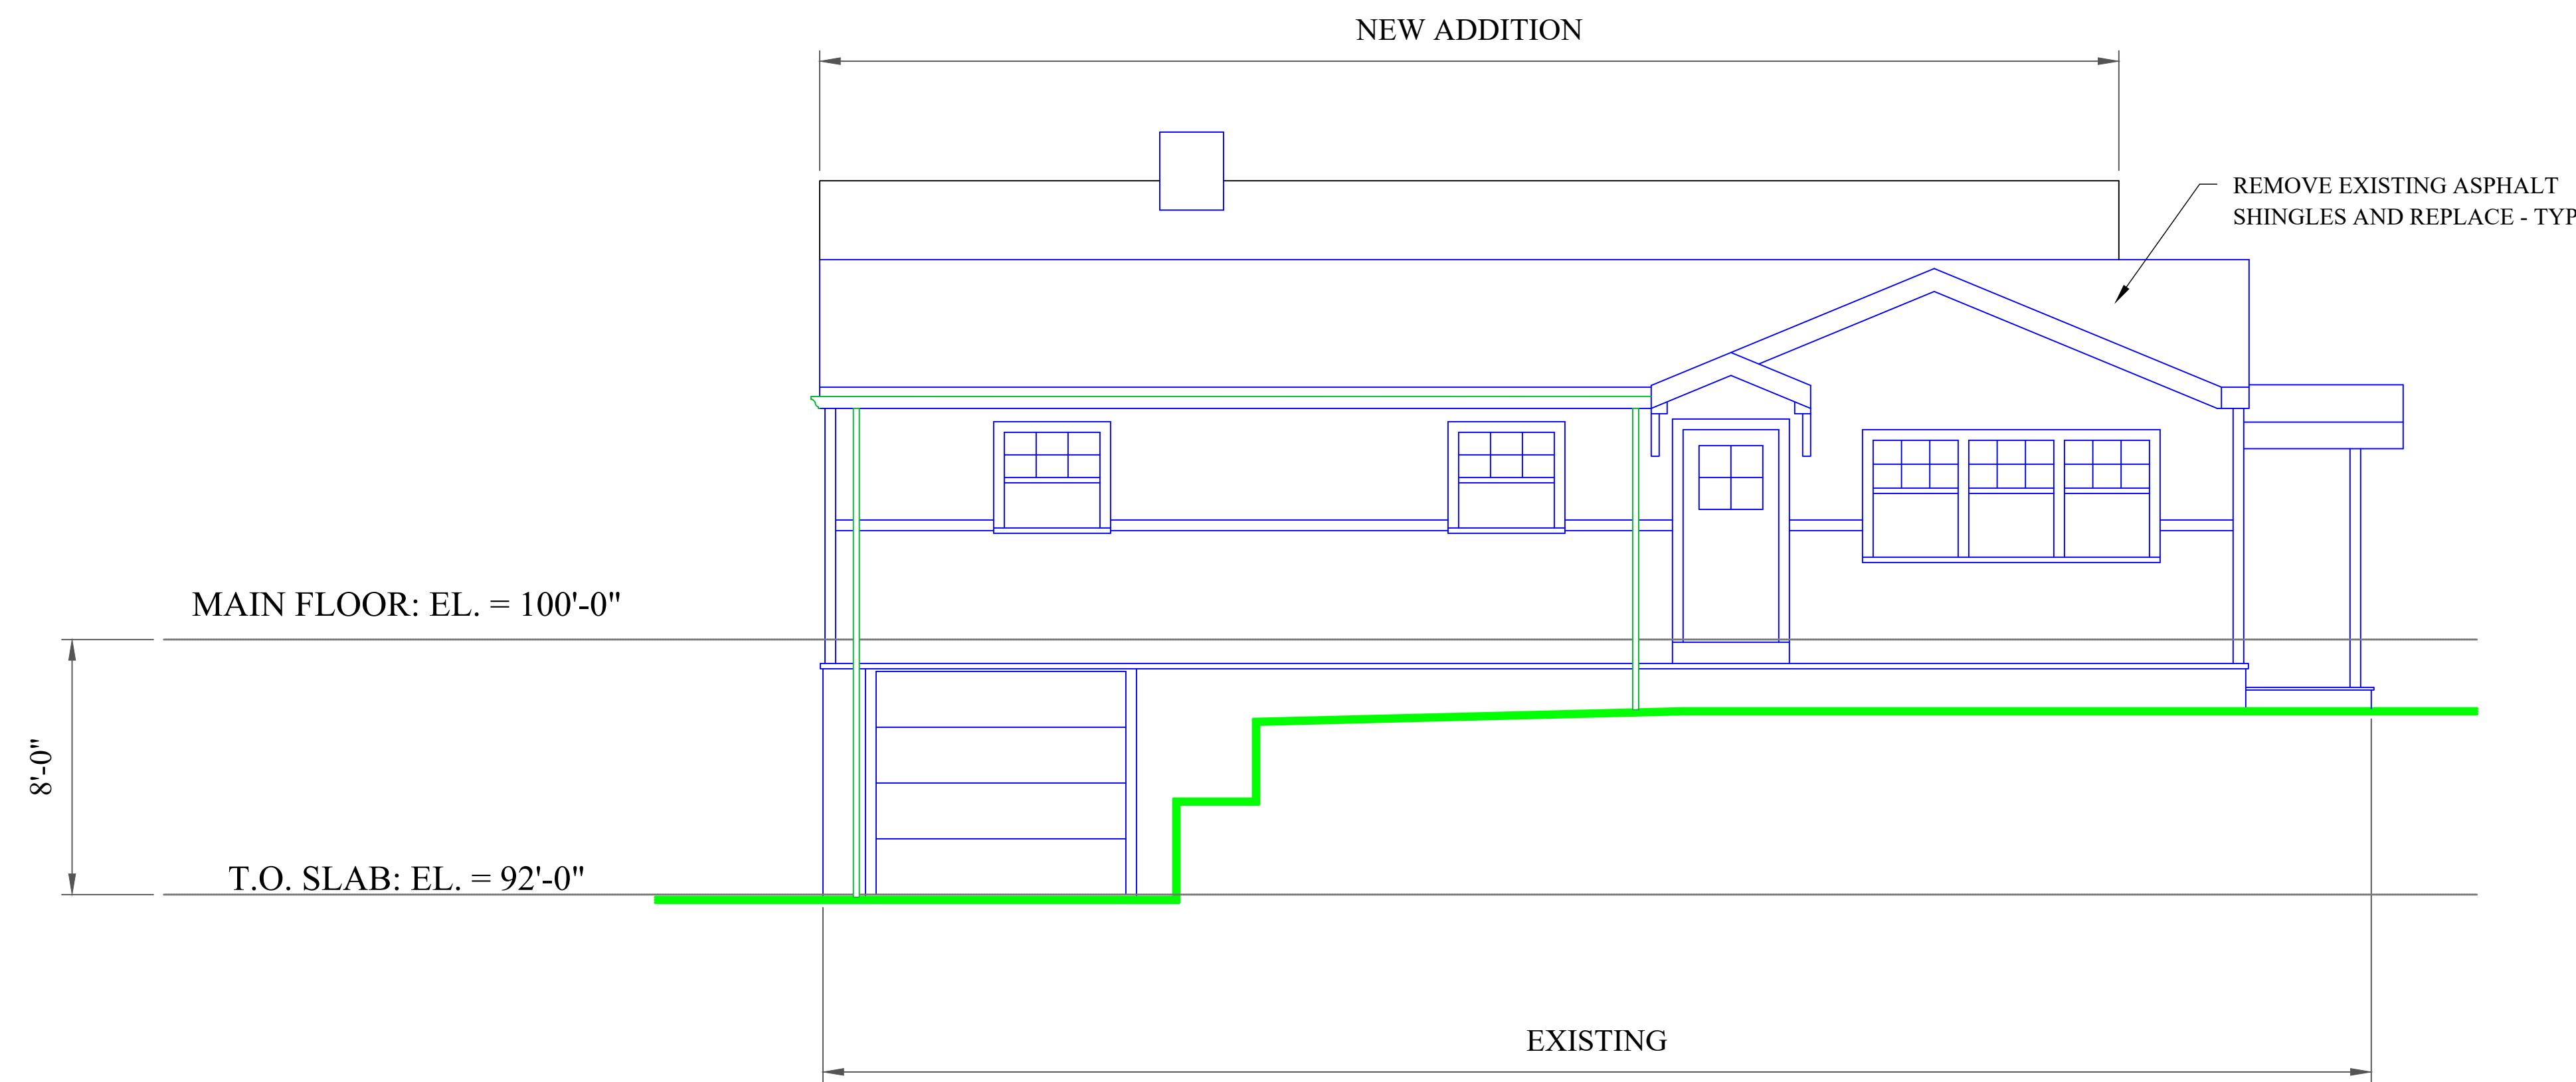 NEW ADDITION
REMOVE EXISTING ASPHALT
SHINGLES AND REPLACE - TYP
MAIN FLOOR: EL. = 100'-0"
8'-0"
T.O. SLAB: EL. = 92'-0"
EXISTING